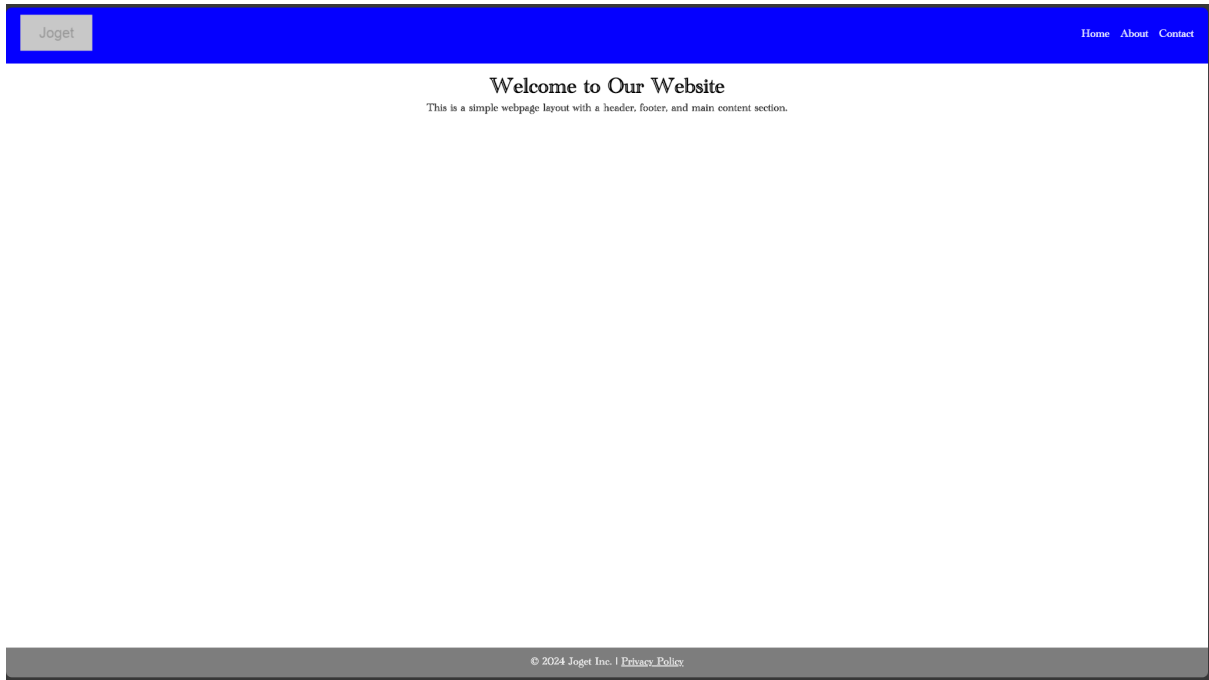 Joget
Home About Contact
Welcome to Our Website
This is a simple webpage layout with a header, footer, and main content section.
© 2024 Joget Inc. | Privacy Policy